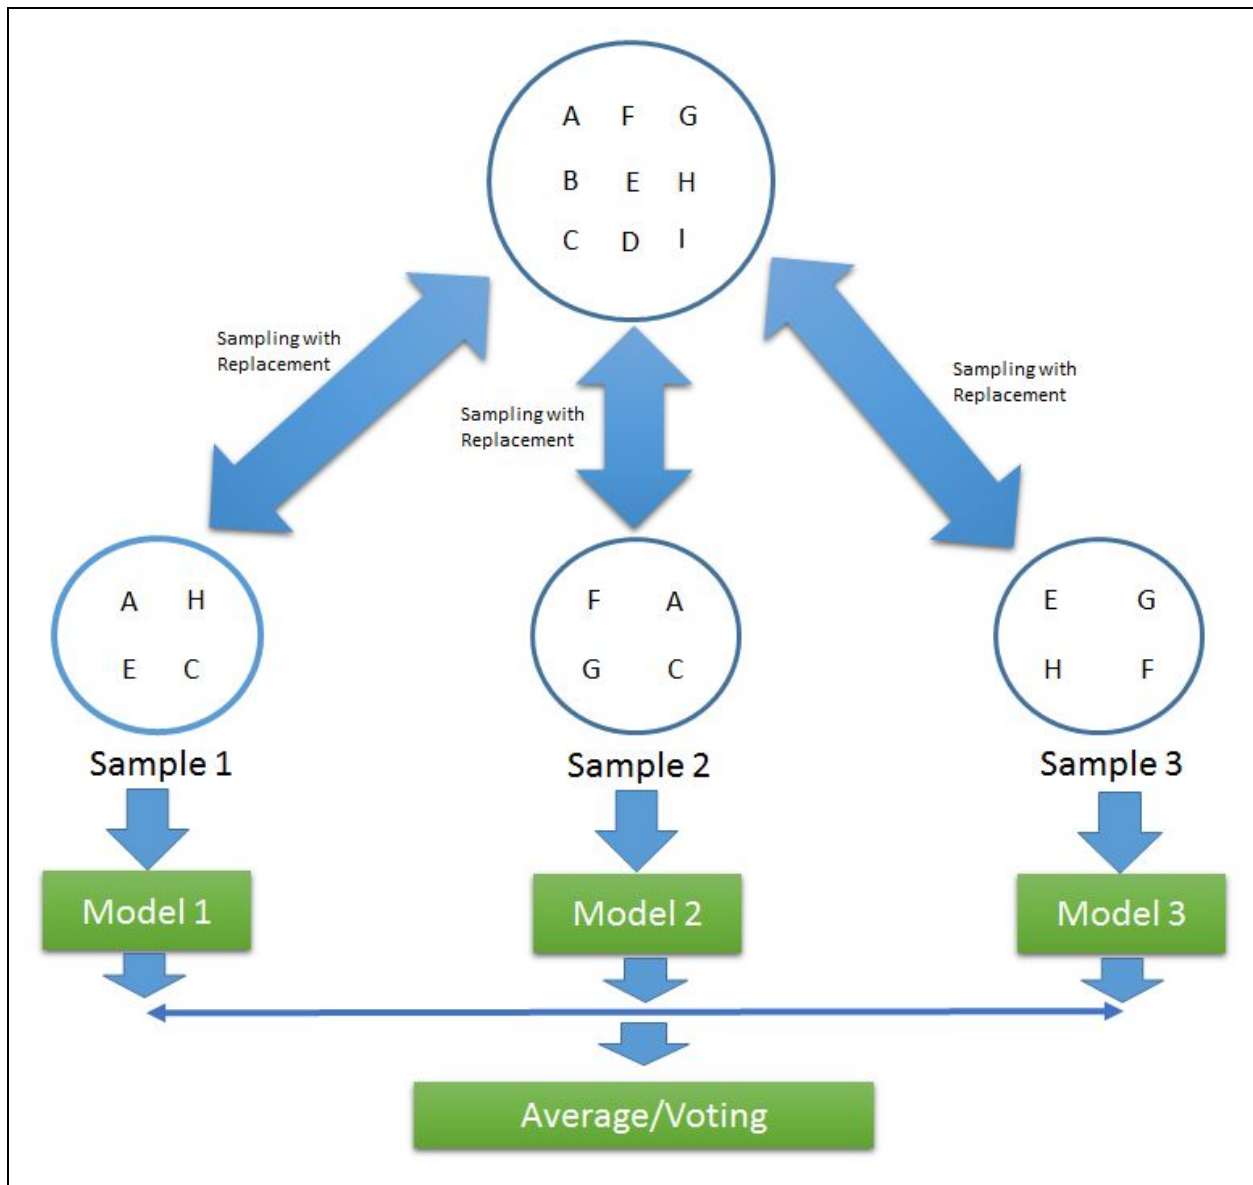 A F G
B E H
C D I
Sampling with
Replacement
Sampling with
Replacement
Sampling with
Replacement
A H
E C
F A
G C
E G
H F
Sample 1
Sample 2
Sample 3
Model 1
Model 2
Model 3
Average/Voting